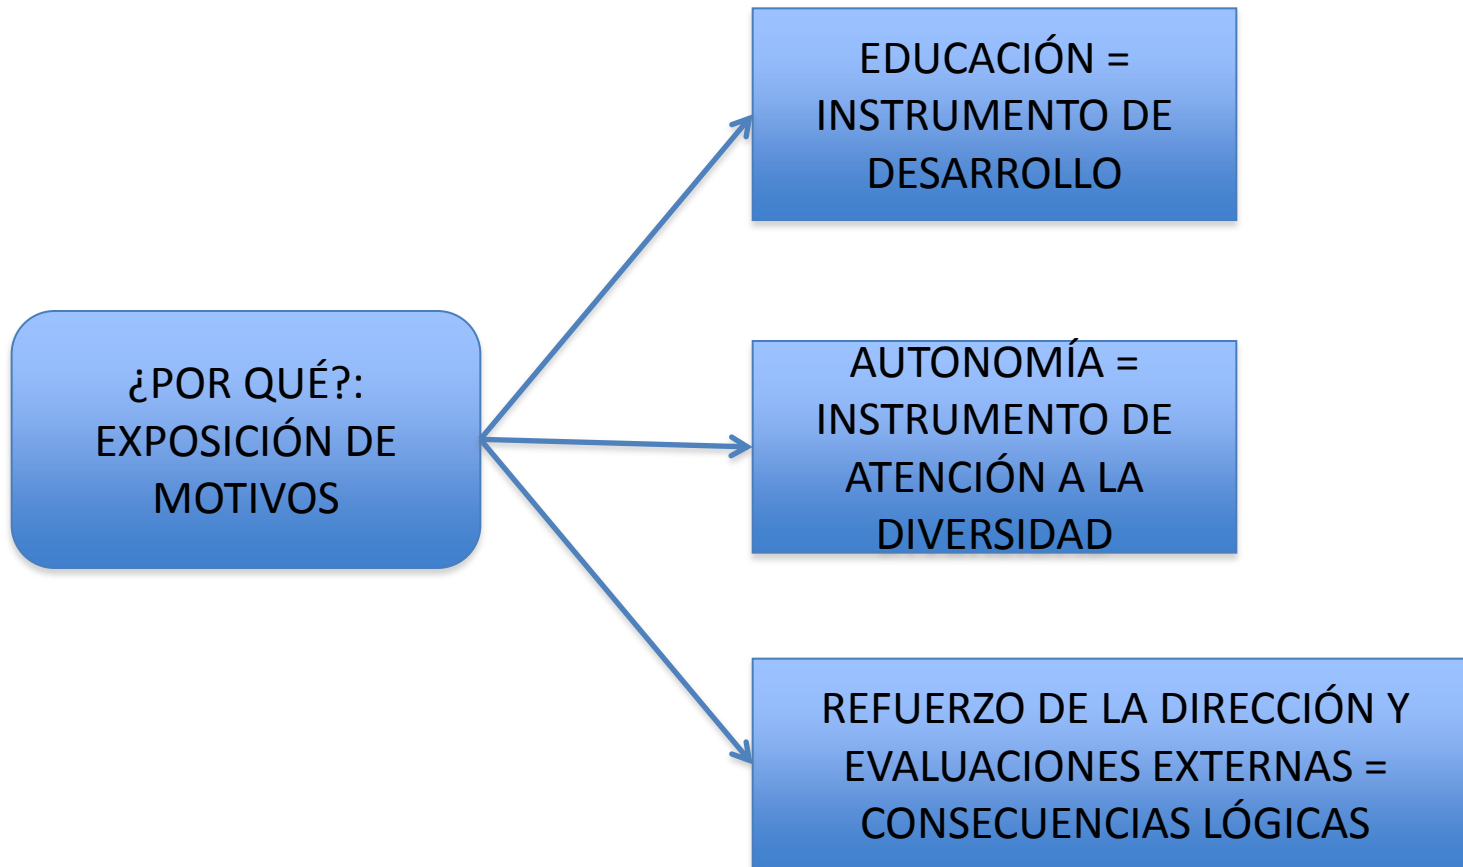 EDUCACIÓN =
INSTRUMENTO DE
DESARROLLO
¿POR QUÉ?:
EXPOSICIÓN DE
MOTIVOS
AUTONOMÍA =
INSTRUMENTO DE
ATENCIÓN A LA
DIVERSIDAD
REFUERZO DE LA DIRECCIÓN Y
EVALUACIONES EXTERNAS =
CONSECUENCIAS LÓGICAS